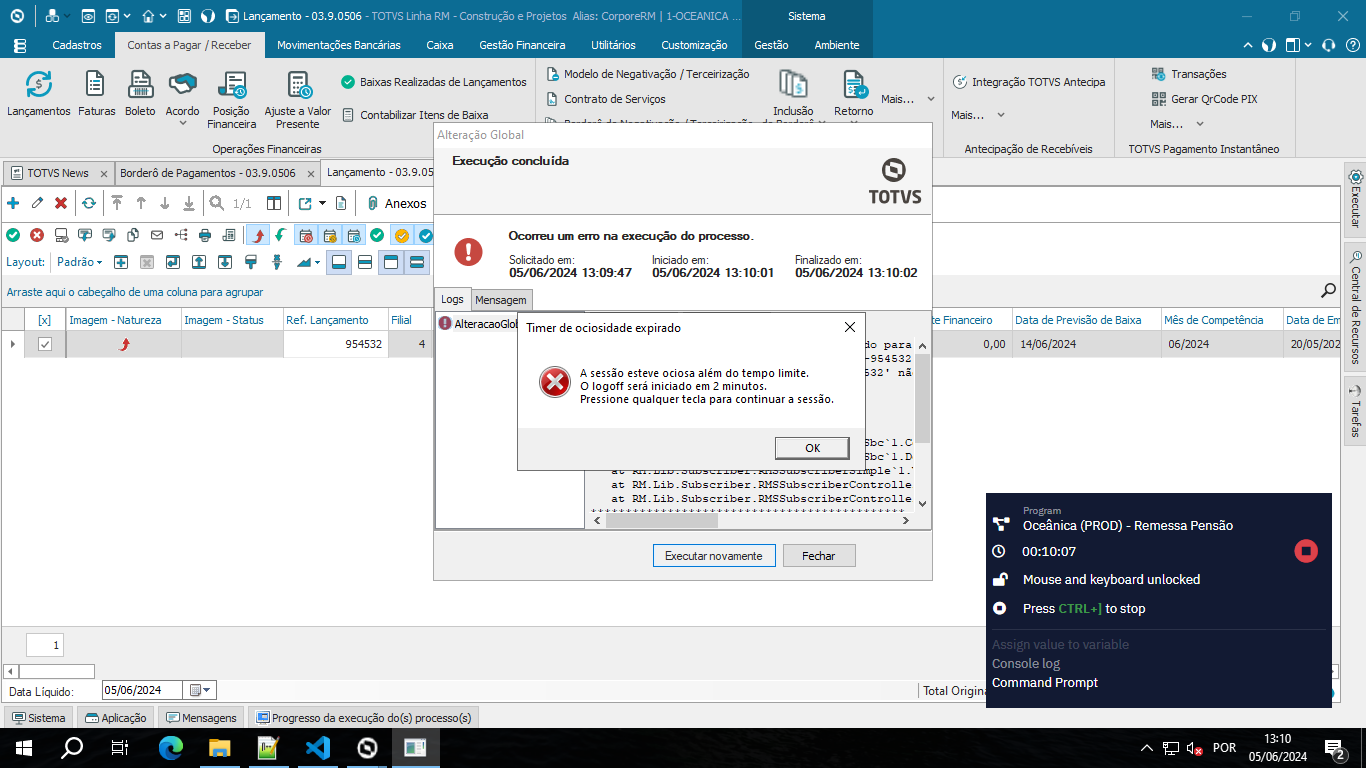 Lançamento - 03.9.0506 - TOTVS Linha RM - Construção e Projetos Alias: CorporeRM | 1-OCEANICA ...
Sistema
Cadastros
Contas a Pagar / Receber
Movimentações Bancárias
Caixa
Gestão Financeira
Utilitários
Customização
Gestão
Ambiente
Lançamentos
Faturas
Boleto
Acordo
Posição Financeira
Ajuste a Valor Presente
Baixas Realizadas de Lançamentos
Contabilizar Itens de Baixa
Operações Financeiras
Modelo de Negativação / Terceirização
Contrato de Serviços
Inclusão
Retorno
Mais...
Integração TOTVS Antecipa
Mais...
Antecipação de Recebíveis
Transações
Gerar QrCode PIX
Mais...
TOTVS Pagamento Instantâneo
TOTVS News
Borderô de Pagamentos - 03.9.0506
Lançamento - 03.9.05
1/1
Anexos
Layout:
Padrão
Arraste aqui o cabeçalho de uma coluna para agrupar
[x]
Imagem - Natureza
Imagem - Status
Ref. Lançamento
Filial
te Financeiro
Data de Previsão de Baixa
Mês de Competência
Data de Em
954532
4
0,00
14/06/2024
06/2024
20/05/202
Executar
Central de Recursos
Tarefas
Alteração Global
Execução concluída
TOTVS
Ocorreu um erro na execução do processo.
Solicitado em:
05/06/2024 13:09:47
Iniciado em:
05/06/2024 13:10:01
Finalizado em:
05/06/2024 13:10:02
Logs
Mensagem
AlteracaoGlob
do para
-954532
532' nã
Sbc`1.C
Sbc`1.D
at RM.Lib.Subscriber.RMSSubscriberSimple`1.
at RM.Lib.Subscriber.RMSSubscriberControlle
at RM.Lib.Subscriber.RMSSubscriberControlle
Executar novamente
Fechar
Timer de ociosidade expirado
A sessão esteve ociosa além do tempo limite.
O logoff será iniciado em 2 minutos.
Pressione qualquer tecla para continuar a sessão.
OK
Program
Oceânica (PROD) - Remessa Pensão
00:10:07
Mouse and keyboard unlocked
Press CTRL+] to stop
Assign value to variable
Console log
Command Prompt
1
Data Líquido:
05/06/2024
Total Origina
Sistema
Aplicação
Mensagens
Progresso da execução do(s) processo(s)
POR
13:10
05/06/2024
2